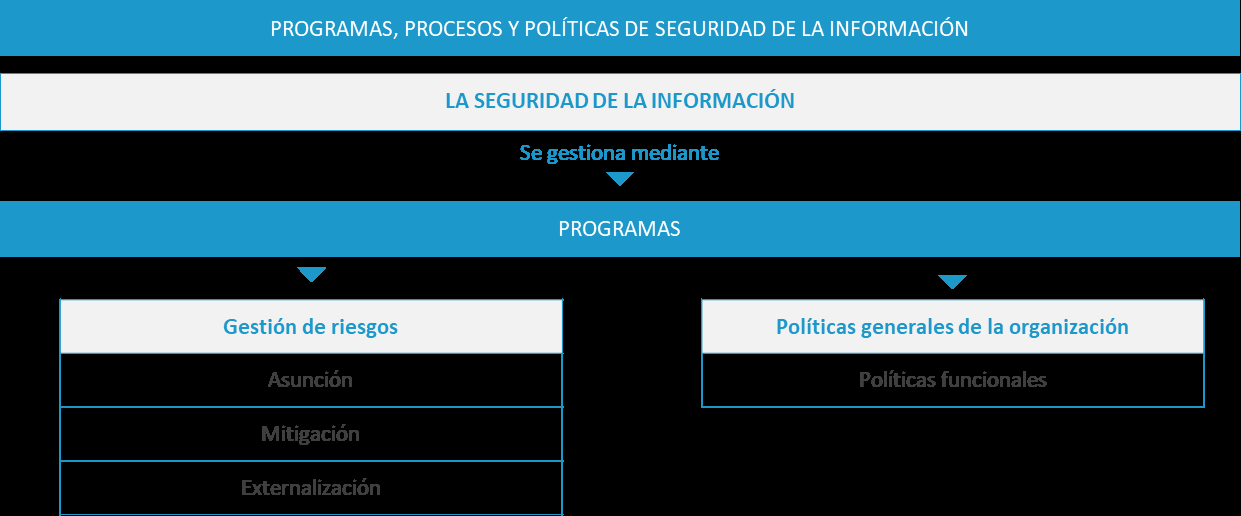 PROGRAMAS, PROCESOS Y POLÍTICAS DE SEGURIDAD DE LA INFORMACIÓN
LA SEGURIDAD DE LA INFORMACIÓN
Se gestiona mediante
PROGRAMAS
Gestión de riesgos
Asunción
Mitigación
Externalización
Políticas generales de la organización
Políticas funcionales